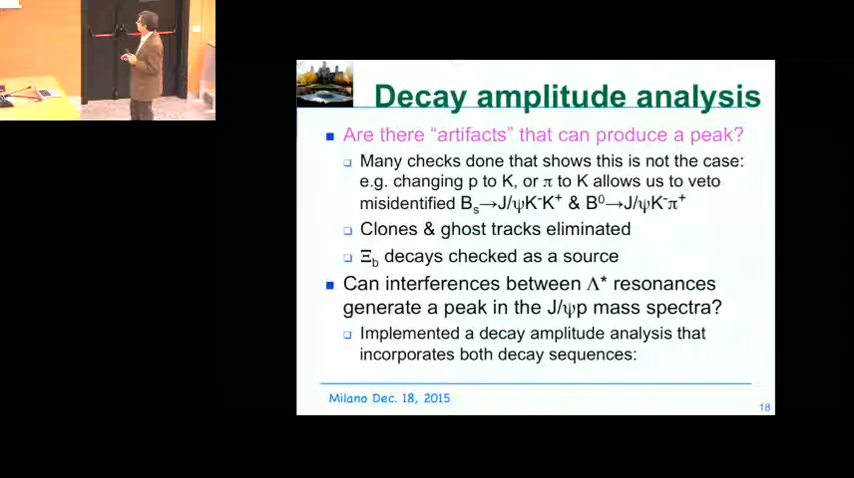 Decay amplitude analysis
■ Are there “artifacts” that can produce a peak?
❑ Many checks done that shows this is not the case:
e.g. changing p to K, or π to K allows us to veto
misidentified Bs→J/ψK⁻K⁺ & B⁰→J/ψK⁻π⁺
❑ Clones & ghost tracks eliminated
❑ Ξb decays checked as a source
■ Can interferences between Λ* resonances
generate a peak in the J/ψp mass spectra?
❑ Implemented a decay amplitude analysis that
incorporates both decay sequences:
Milano Dec. 18, 2015
18